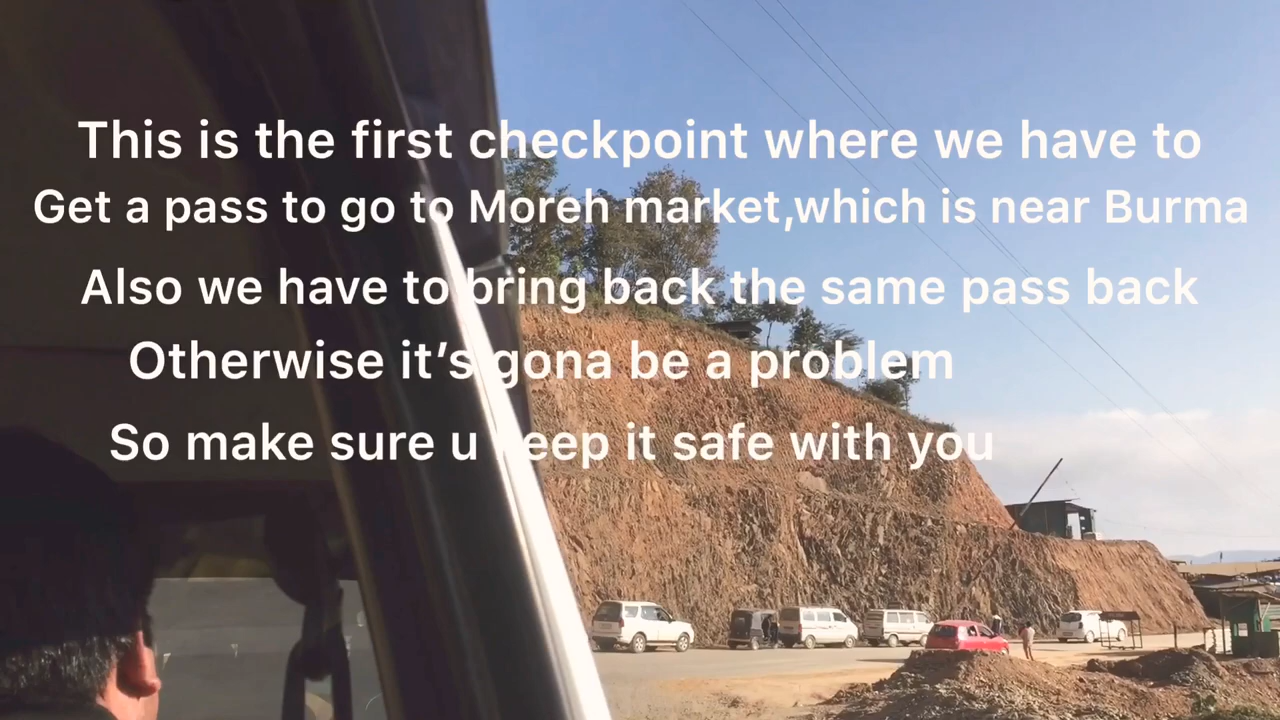 This is the first checkpoint where we have to
Get a pass to go to Moreh market,which is near Burma
Also we have to bring back the same pass back
Otherwise it’s gona be a problem
So make sure u keep it safe with you